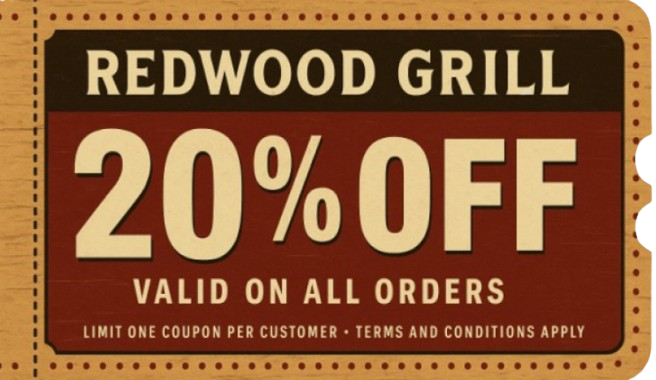 REDWOOD GRILL
20% OFF
VALID ON ALL ORDERS
LIMIT ONE COUPON PER CUSTOMER • TERMS AND CONDITIONS APPLY